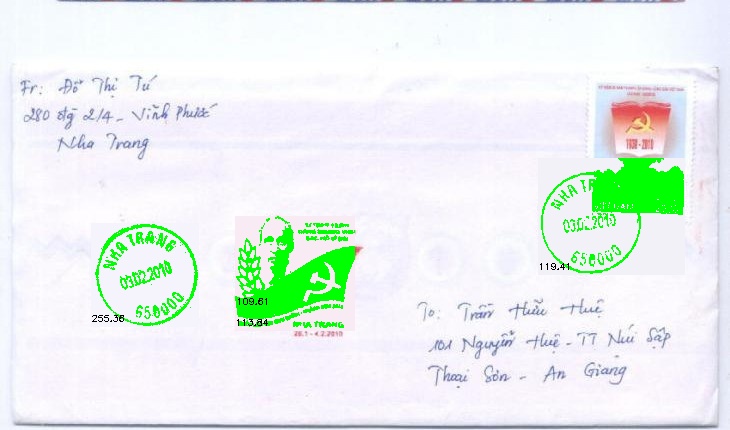 Fr: Đỗ Thị Tú
280 đg 2/4 - Vĩnh Phước
Nha Trang
1930 - 2010
NHA TRANG
03.02.2010
650000
255.36
109.61
113.84
NHA TRANG
28.1 - 4.2.2010
NHA TRANG
03.02.2010
650000
119.41
To: Trần Hữu Huệ
101 Nguyễn Huệ - TT Núi Sập
Thoại Sơn - An Giang